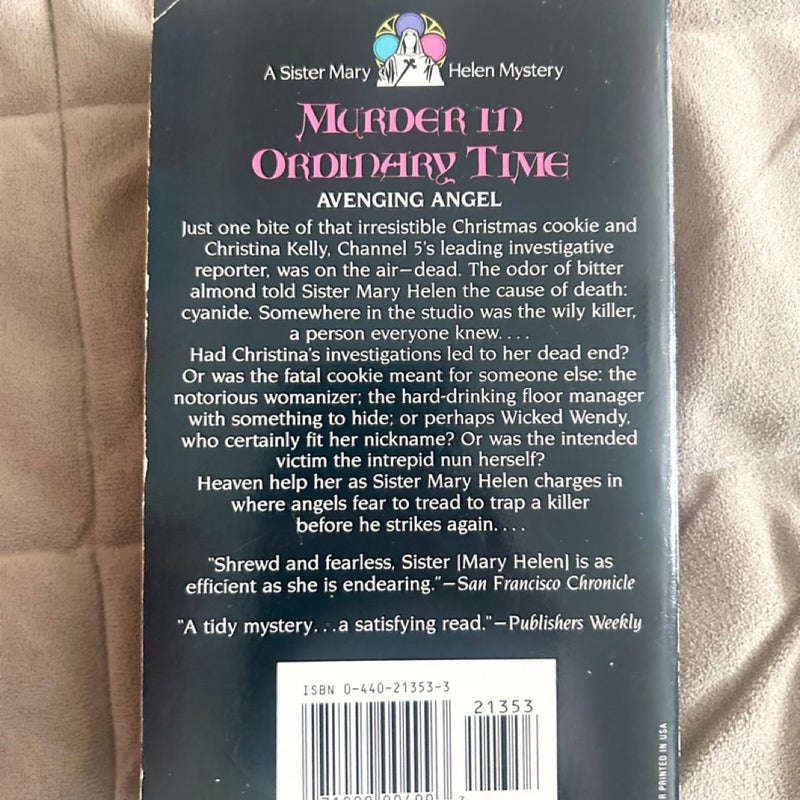 A Sister Mary Helen Mystery
MURDER IN
ORDINARY TIME
AVENGING ANGEL
Just one bite of that irresistible Christmas cookie and
Christina Kelly, Channel 5's leading investigative
reporter, was on the air—dead. The odor of bitter
almond told Sister Mary Helen the cause of death:
cyanide. Somewhere in the studio was the wily killer,
a person everyone knew. . . .
Had Christina's investigations led to her dead end?
Or was the fatal cookie meant for someone else: the
notorious womanizer; the hard-drinking floor manager
with something to hide; or perhaps Wicked Wendy,
who certainly fit her nickname? Or was the intended
victim the intrepid nun herself?
Heaven help her as Sister Mary Helen charges in
where angels fear to tread to trap a killer
before he strikes again. . . .
"Shrewd and fearless, Sister [Mary Helen] is as
efficient as she is endearing."—San Francisco Chronicle
"A tidy mystery. . .a satisfying read."—Publishers Weekly
ISBN 0-440-21353-3
21353
PRINTED IN USA